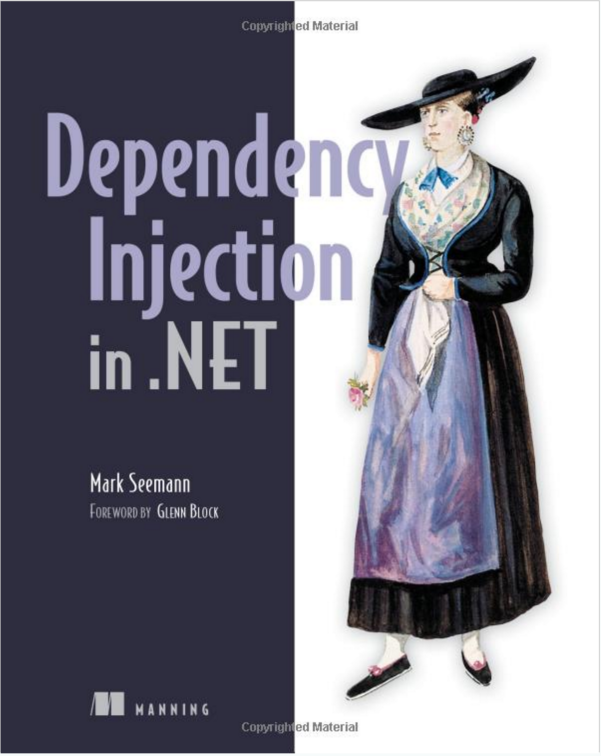 Copyrighted Material
Dependency
Injection
in .NET
Mark Seemann
FOREWORD BY GLENN BLOCK
MANNING
Copyrighted Material